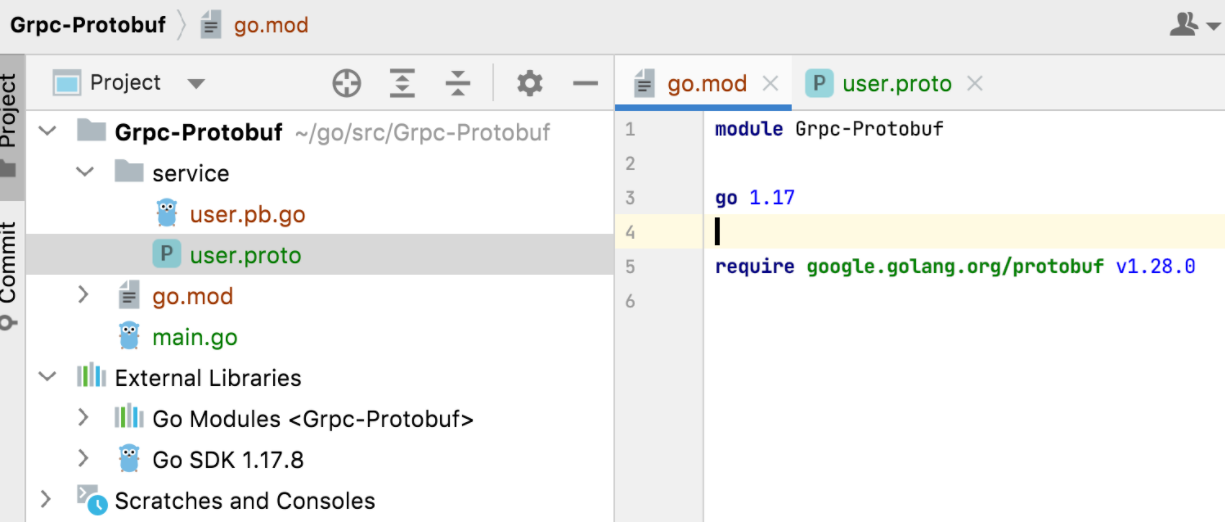 Grpc-Protobuf go.mod
Project
Commit
Project
Grpc-Protobuf ~/go/src/Grpc-Protobuf
service
user.pb.go
P user.proto
go.mod
main.go
External Libraries
Go Modules <Grpc-Protobuf>
Go SDK 1.17.8
Scratches and Consoles
go.mod P user.proto
1 module Grpc-Protobuf
2
3 go 1.17
4
5 require google.golang.org/protobuf v1.28.0
6